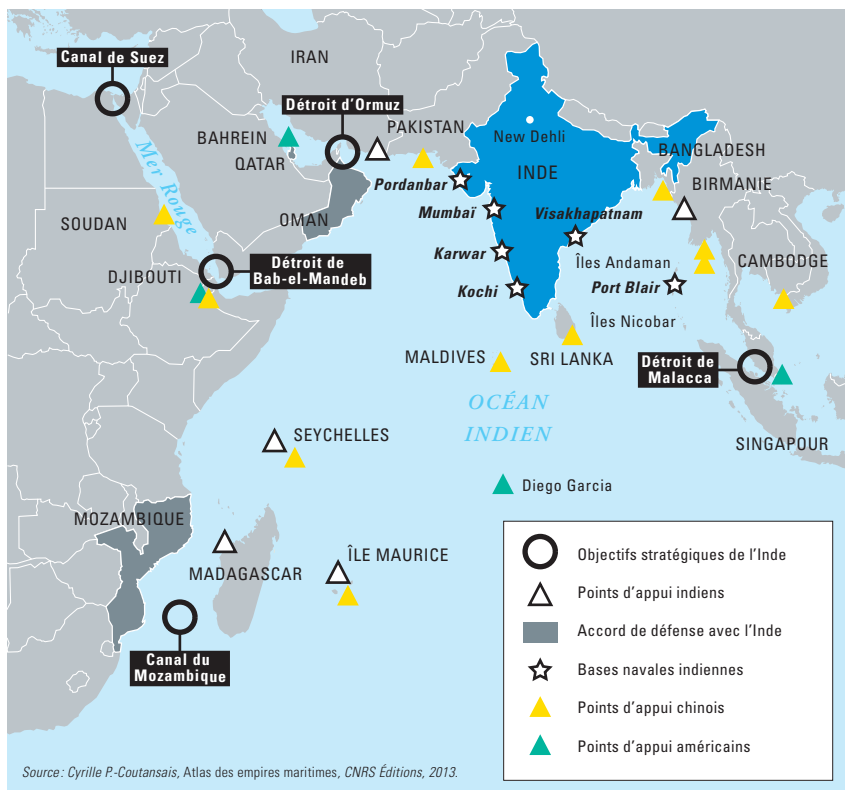 Canal de Suez
IRAN
Détroit d'Ormuz
PAKISTAN
BAHREIN
QATAR
New Dehli
BANGLADESH
Mer Rouge
INDE
Pordanbar
BIRMANIE
Mumbaï
Visakhapatnam
SOUDAN
OMAN
Karwar
Îles Andaman
CAMBODGE
Détroit de
Bab-el-Mandeb
DJIBOUTI
Kochi
Port Blair
Îles Nicobar
MALDIVES
SRI LANKA
Détroit de
Malacca
OCÉAN
INDIEN
SEYCHELLES
SINGAPOUR
Diego Garcia
MOZAMBIQUE
ÎLE MAURICE
MADAGASCAR
Canal du
Mozambique
Objectifs stratégiques de l'Inde
Points d'appui indiens
Accord de défense avec l'Inde
Bases navales indiennes
Points d'appui chinois
Points d'appui américains
Source : Cyrille P.-Coutansais, Atlas des empires maritimes, CNRS Éditions, 2013.